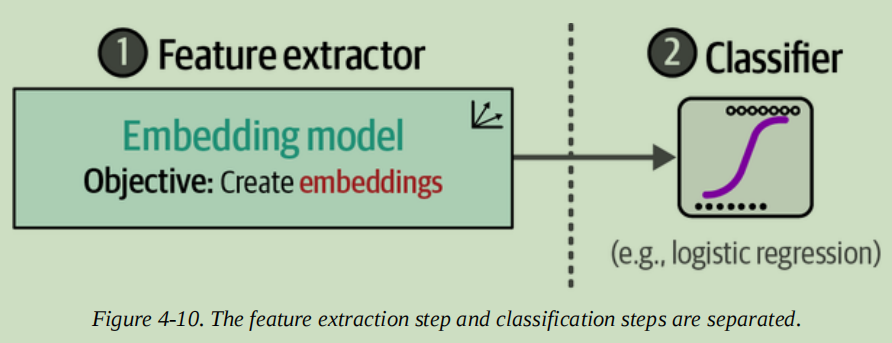 1 Feature extractor
2 Classifier
Embedding model
Objective: Create embeddings
(e.g., logistic regression)
Figure 4-10. The feature extraction step and classification steps are separated.